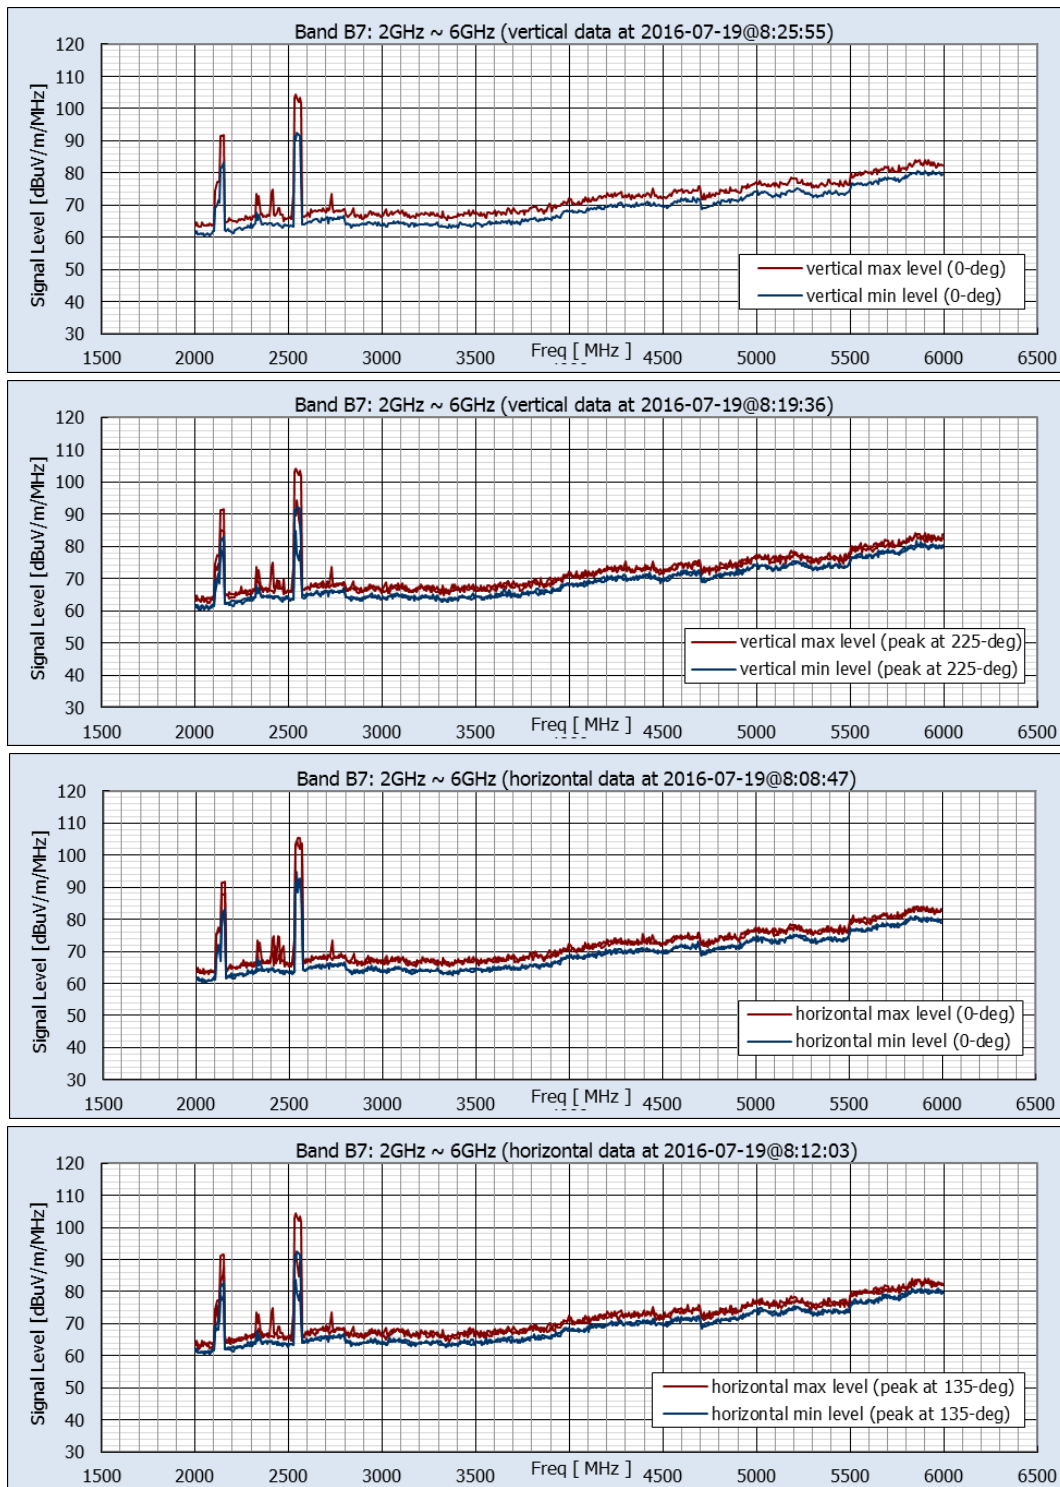 Band B7: 2GHz ~ 6GHz (vertical data at 2016-07-19@8:25:55)
Signal Level [dBuV/m/MHz]
120
110
100
90
80
70
60
50
40
30
vertical max level (0-deg)
vertical min level (0-deg)
1500 2000 2500 3000 3500 4500 5000 5500 6000 6500
Freq [ MHz ]
Band B7: 2GHz ~ 6GHz (vertical data at 2016-07-19@8:19:36)
Signal Level [dBuV/m/MHz]
120
110
100
90
80
70
60
50
40
30
vertical max level (peak at 225-deg)
vertical min level (peak at 225-deg)
1500 2000 2500 3000 3500 4500 5000 5500 6000 6500
Freq [ MHz ]
Band B7: 2GHz ~ 6GHz (horizontal data at 2016-07-19@8:08:47)
Signal Level [dBuV/m/MHz]
120
110
100
90
80
70
60
50
40
30
horizontal max level (0-deg)
horizontal min level (0-deg)
1500 2000 2500 3000 3500 4500 5000 5500 6000 6500
Freq [ MHz ]
Band B7: 2GHz ~ 6GHz (horizontal data at 2016-07-19@8:12:03)
Signal Level [dBuV/m/MHz]
120
110
100
90
80
70
60
50
40
30
horizontal max level (peak at 135-deg)
horizontal min level (peak at 135-deg)
1500 2000 2500 3000 3500 4500 5000 5500 6000 6500
Freq [ MHz ]